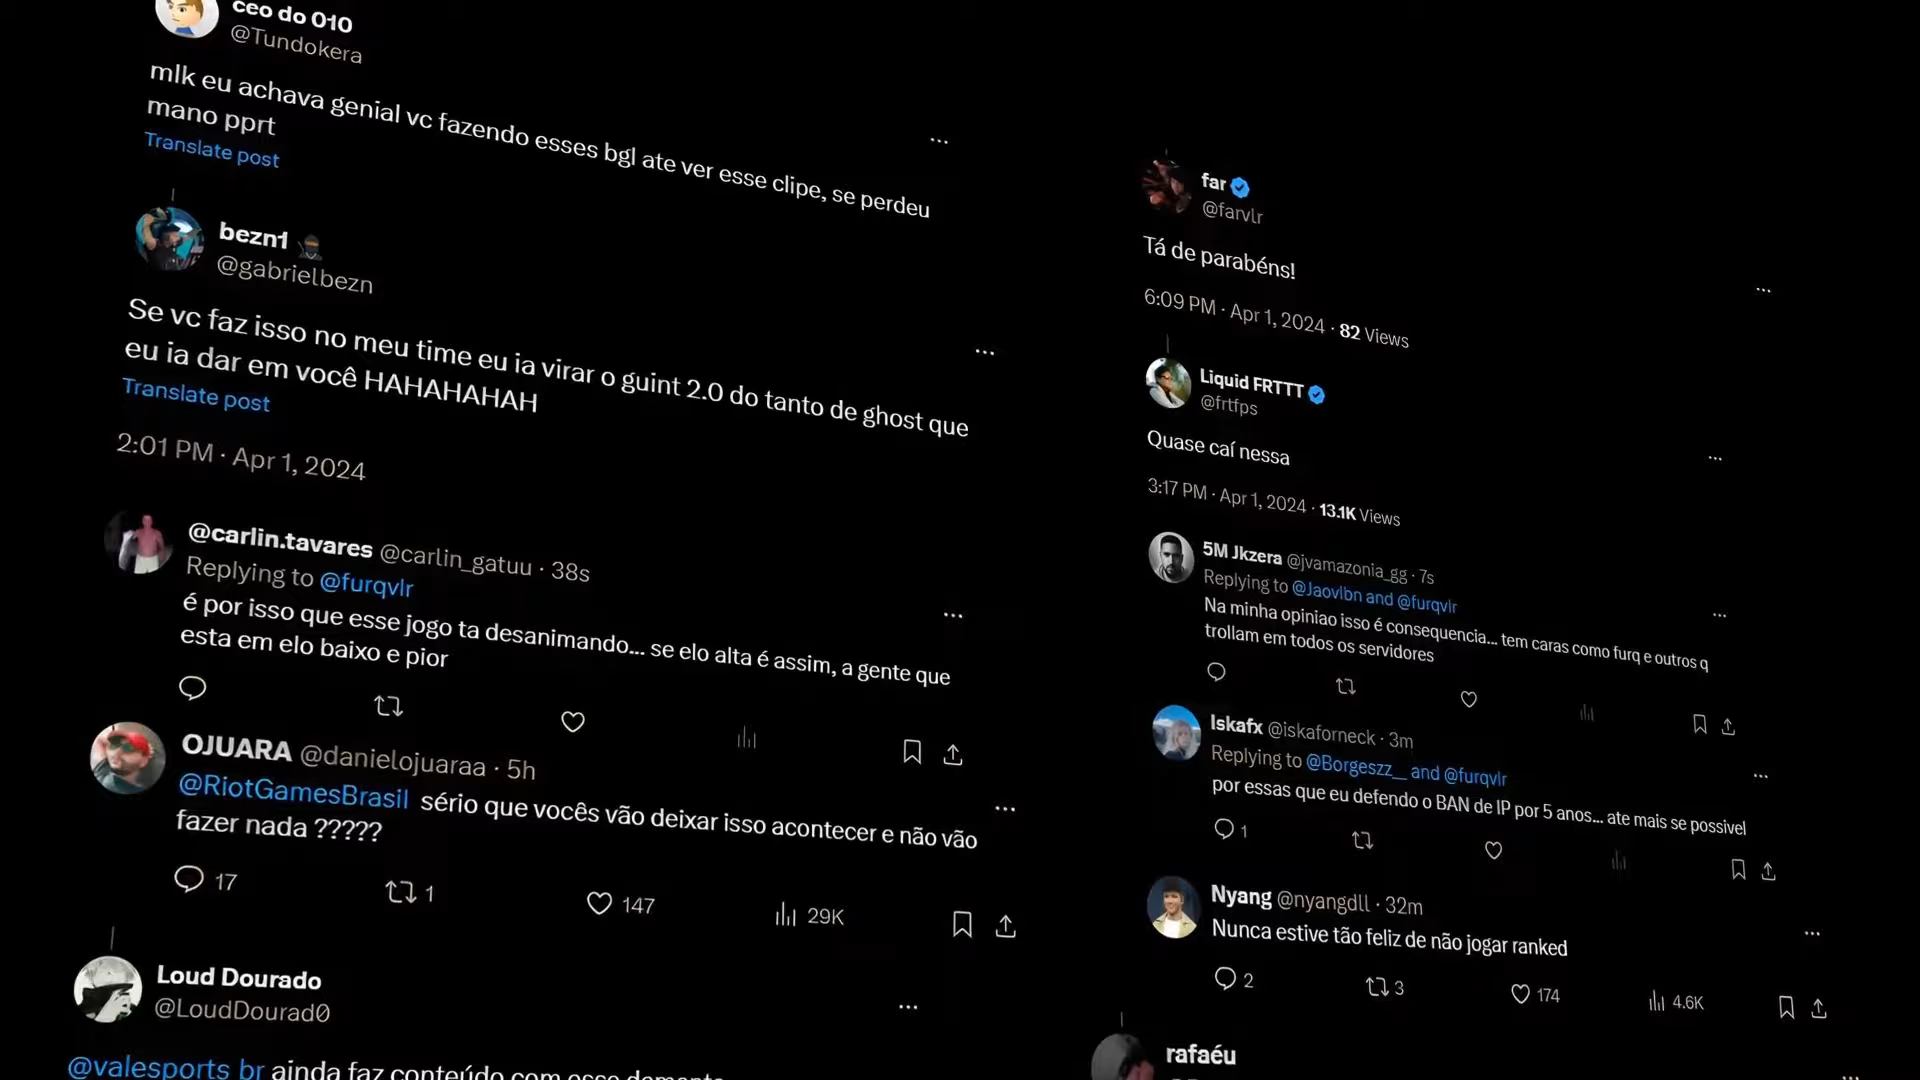 ceo do 010
@Tundokera
mlk eu achava genial vc fazendo esses bgl ate ver esse clipe, se perdeu
mano pprt
Translate post
bezn1
@gabrielbezn
Se vc faz isso no meu time eu ia virar o guint 2.0 do tanto de ghost que
eu ia dar em você HAHAHAHAH
Translate post
2:01 PM · Apr 1, 2024
@carlin.tavares @carlin_gatuu · 38s
Replying to @furqvlr
é por isso que esse jogo ta desanimando... se elo alta é assim, a gente que
esta em elo baixo e pior
OJUARA @danielojuaraa · 5h
@RiotGamesBrasil sério que vocês vão deixar isso acontecer e não vão
fazer nada ?????
17 1 147 29K
Loud Dourado
@LoudDourad0
@valesports_br ainda faz conteúdo com esse
far
@farvlr
Tá de parabéns!
6:09 PM · Apr 1, 2024 · 82 Views
Liquid FRTTT
@frtfps
Quase caí nessa
3:17 PM · Apr 1, 2024 · 13.1K Views
5M Jkzera @jvamazonia_gg · 7s
Replying to @Jaovlbn and @furqvlr
Na minha opiniao isso é consequencia... tem caras como furq e outros q
trollam em todos os servidores
Iskafx @iskaforneck · 3m
Replying to @Borgeszz__ and @furqvlr
por essas que eu defendo o BAN de IP por 5 anos... ate mais se possivel
1
Nyang @nyangdll · 32m
Nunca estive tão feliz de não jogar ranked
2 3 174 4.6K
rafaéu